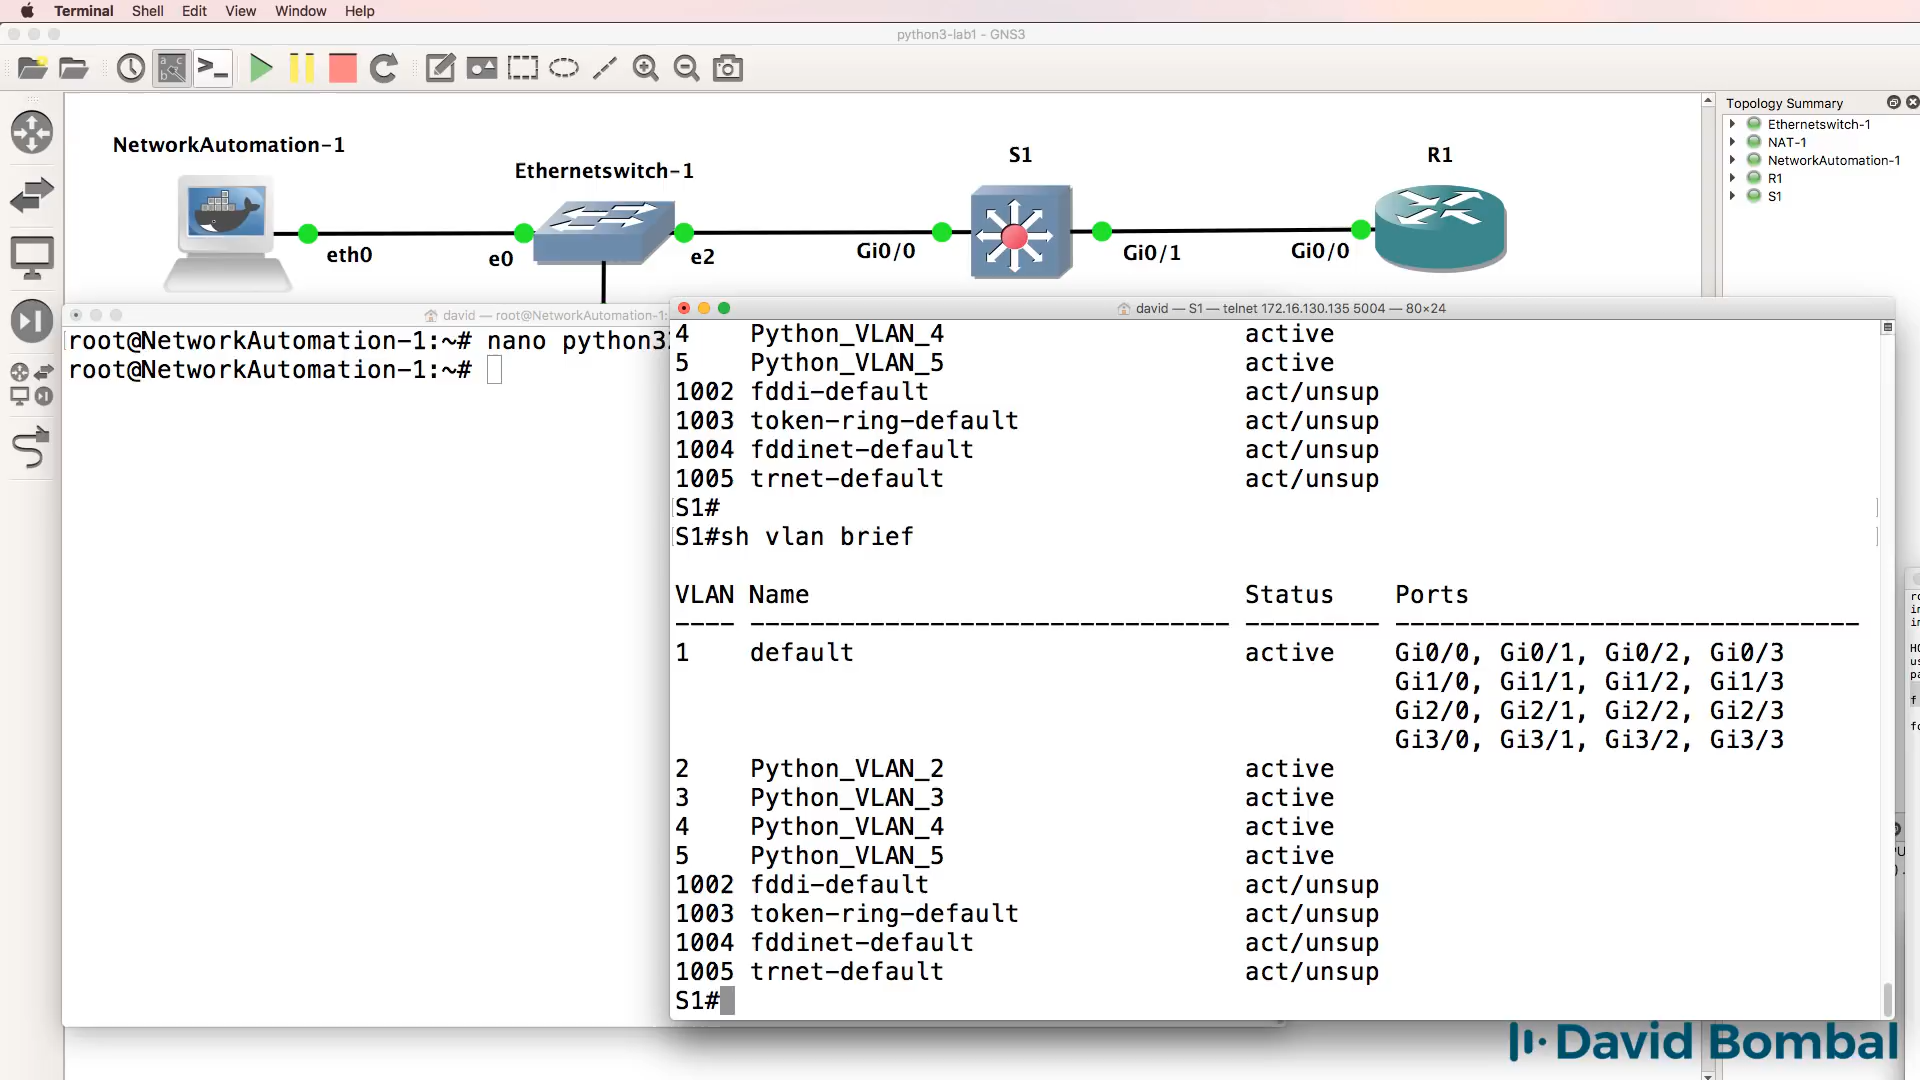 Terminal Shell Edit View Window Help
python3-lab1 - GNS3
Topology Summary
Ethernetswitch-1
NAT-1
NetworkAutomation-1
R1
S1
NetworkAutomation-1
Ethernetswitch-1
S1
R1
eth0
e0
e2
Gi0/0
Gi0/1
Gi0/0
david — root@NetworkAutomation-1:
root@NetworkAutomation-1:~# nano python3
root@NetworkAutomation-1:~#
david — S1 — telnet 172.16.130.135 5004 — 80×24
4 Python_VLAN_4 active
5 Python_VLAN_5 active
1002 fddi-default act/unsup
1003 token-ring-default act/unsup
1004 fddinet-default act/unsup
1005 trnet-default act/unsup
S1#
S1#sh vlan brief
VLAN Name Status Ports
---- -------------------------------- --------- -------------------------------
1 default active Gi0/0, Gi0/1, Gi0/2, Gi0/3
Gi1/0, Gi1/1, Gi1/2, Gi1/3
Gi2/0, Gi2/1, Gi2/2, Gi2/3
Gi3/0, Gi3/1, Gi3/2, Gi3/3
2 Python_VLAN_2 active
3 Python_VLAN_3 active
4 Python_VLAN_4 active
5 Python_VLAN_5 active
1002 fddi-default act/unsup
1003 token-ring-default act/unsup
1004 fddinet-default act/unsup
1005 trnet-default act/unsup
S1#
David Bombal